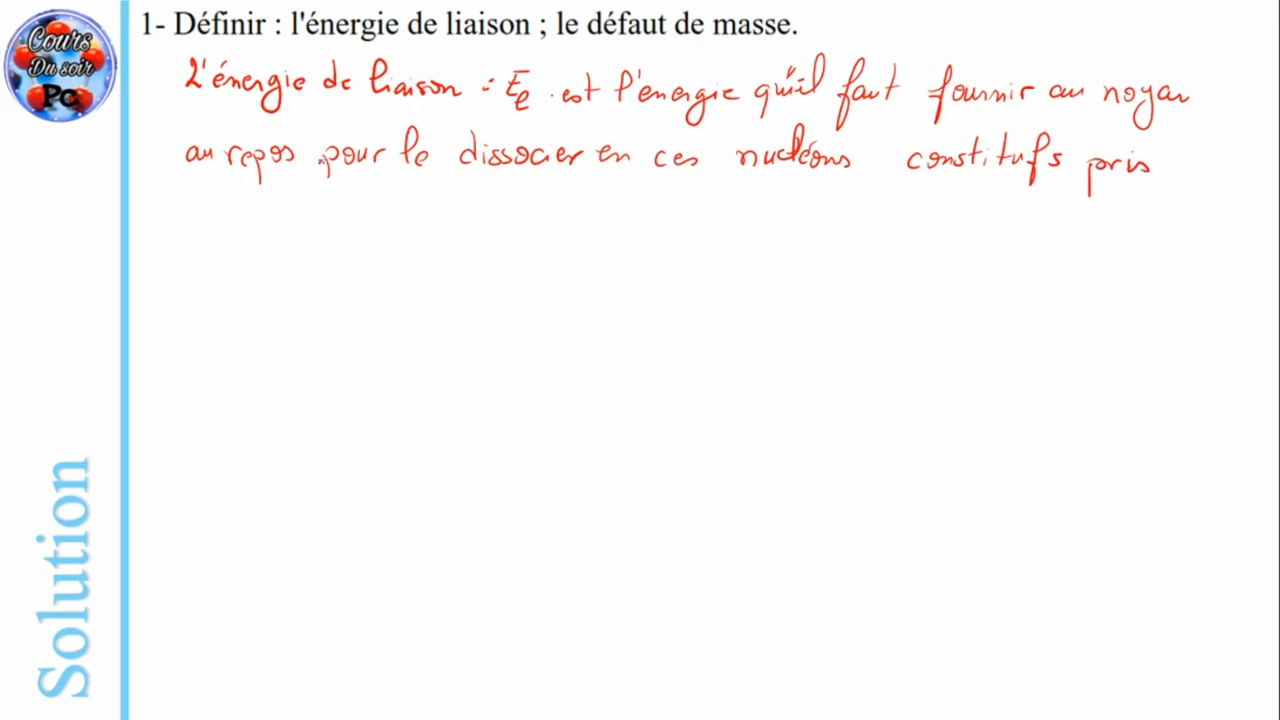 Cours
Du soir
PC
1- Définir : l'énergie de liaison ; le défaut de masse.
L'énergie de liaison : El est l'énergie qu'il faut fournir au noyau
au repos pour le dissocier en ces nucléons constitufs pris
Solution